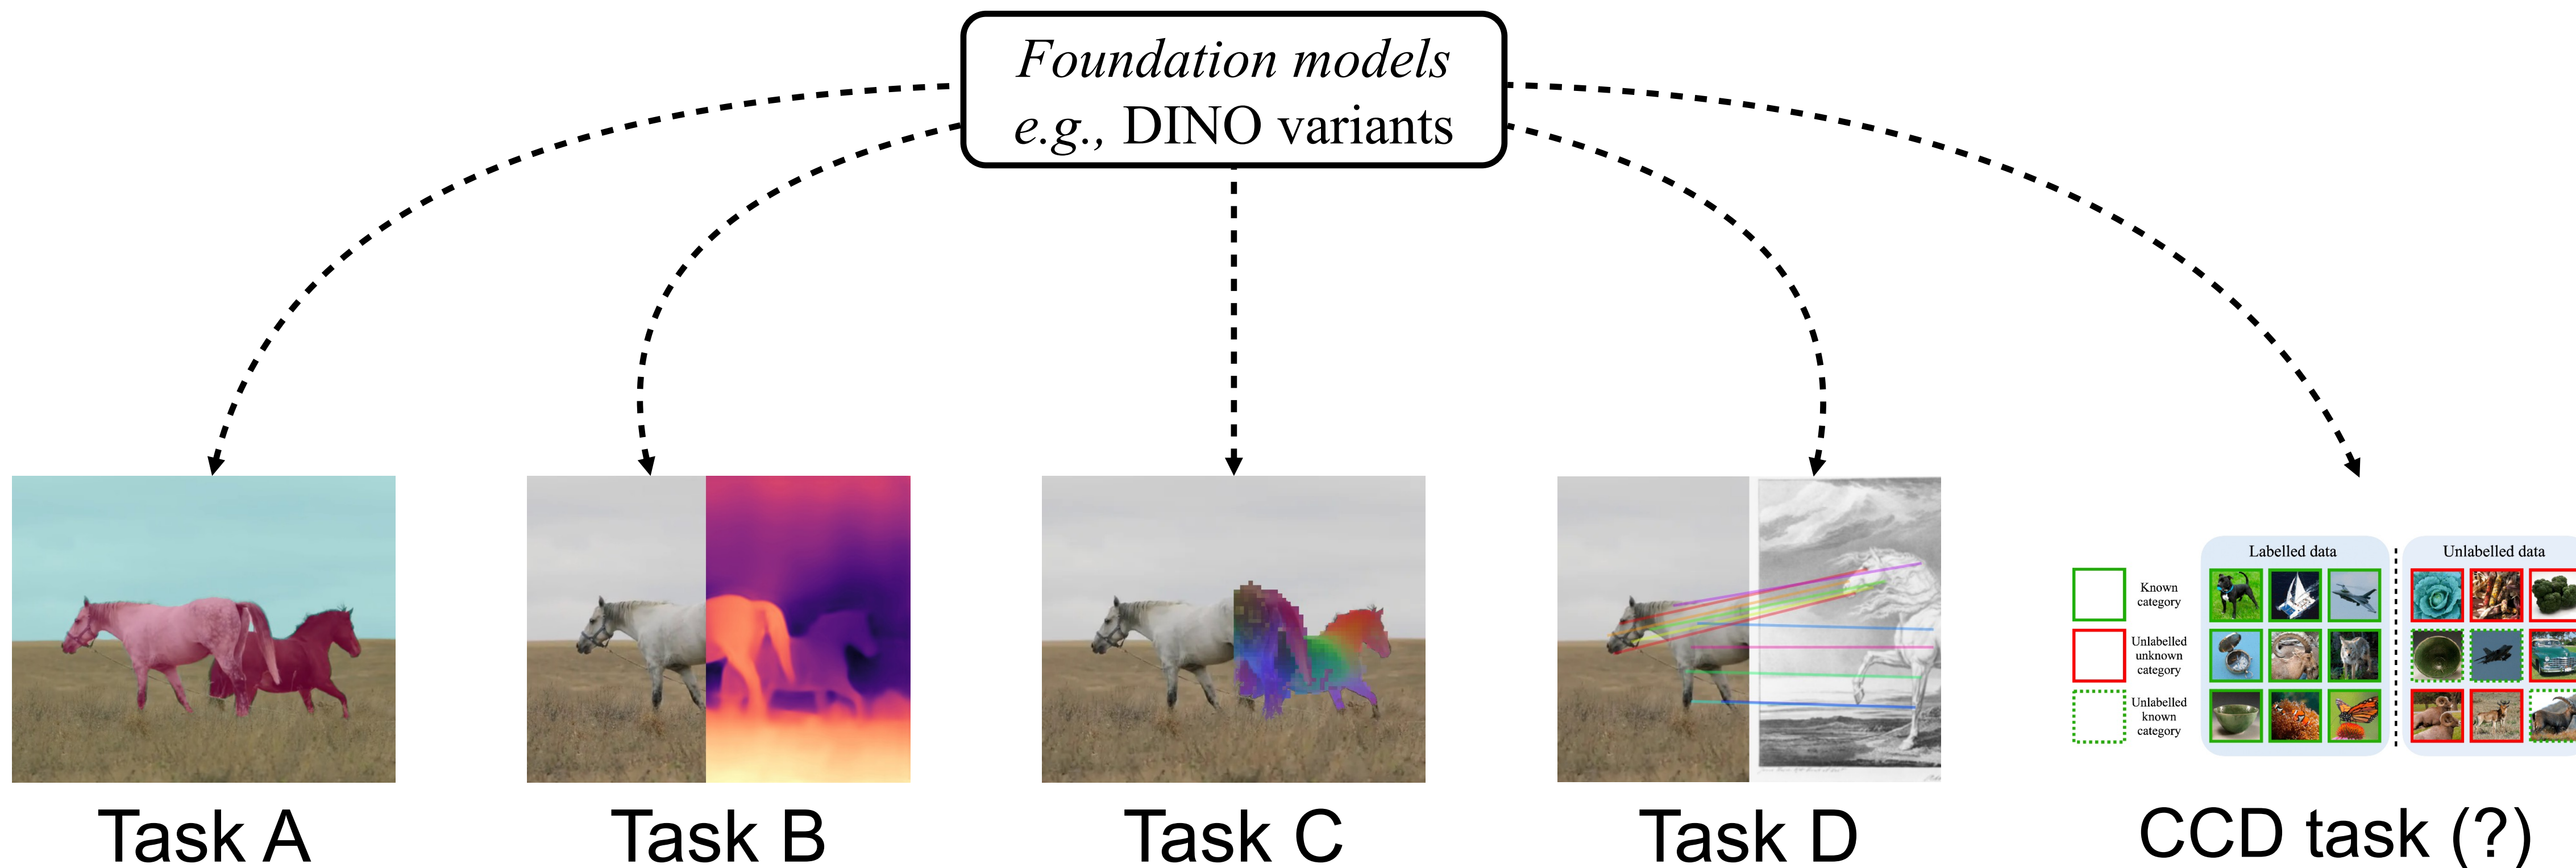 Foundation models
e.g., DINO variants
Labelled data
Unlabelled data
Known
category
Unlabelled
unknown
category
Unlabelled
known
category
Task A
Task B
Task C
Task D
CCD task (?)